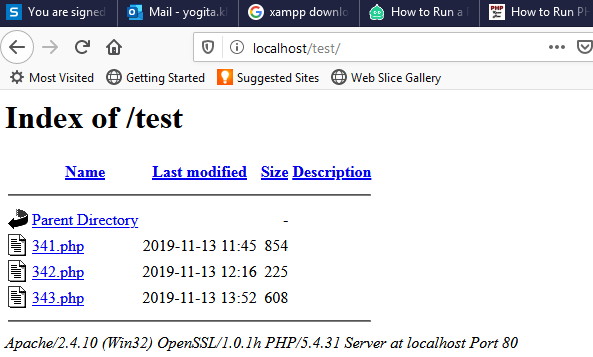 You are signed
Mail - yogita.kh
xampp downlo
How to Run a
How to Run PH
localhost/test/
Most Visited
Getting Started
Suggested Sites
Web Slice Gallery
Index of /test
Name Last modified Size Description
Parent Directory -
341.php 2019-11-13 11:45 854
342.php 2019-11-13 12:16 225
343.php 2019-11-13 13:52 608
Apache/2.4.10 (Win32) OpenSSL/1.0.1h PHP/5.4.31 Server at localhost Port 80